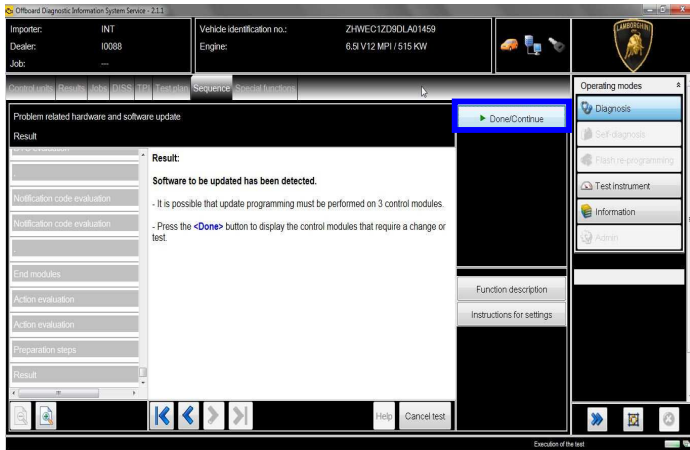 Offboard Diagnostic Information System Service - 2.1.1
Importer: INT
Dealer: I0088
Job: ---
Vehicle identification no.: ZHWEC1ZD9DLA01459
Engine: 6.5l V12 MPI / 515 KW
LAMBORGHINI
Control units Results Jobs DISS TPI Test plan Sequence Special functions
Operating modes
Problem related hardware and software update
Result
Done/Continue
Diagnosis
Self-diagnosis
Flash re-programming
Test instrument
Information
Admin
.
Notification code evaluation
Notification code evaluation
.
End modules
Action evaluation
Action evaluation
Preparation steps
Result
Result:
Software to be updated has been detected.
- It is possible that update programming must be performed on 3 control modules.
- Press the <Done> button to display the control modules that require a change or
test.
Function description
Instructions for settings
Help
Cancel test
Execution of the test